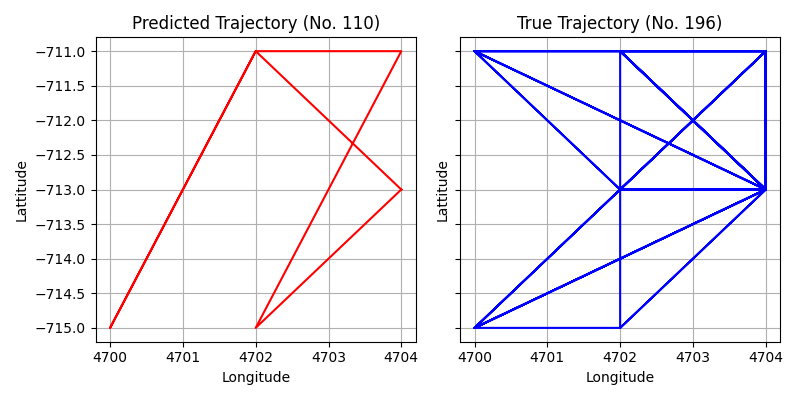 Predicted Trajectory (No. 110)
−711.0
−711.5
−712.0
−712.5
−713.0
−713.5
−714.0
−714.5
−715.0
Lattitude
4700 4701 4702 4703 4704
Longitude
True Trajectory (No. 196)
Lattitude
4700 4701 4702 4703 4704
Longitude